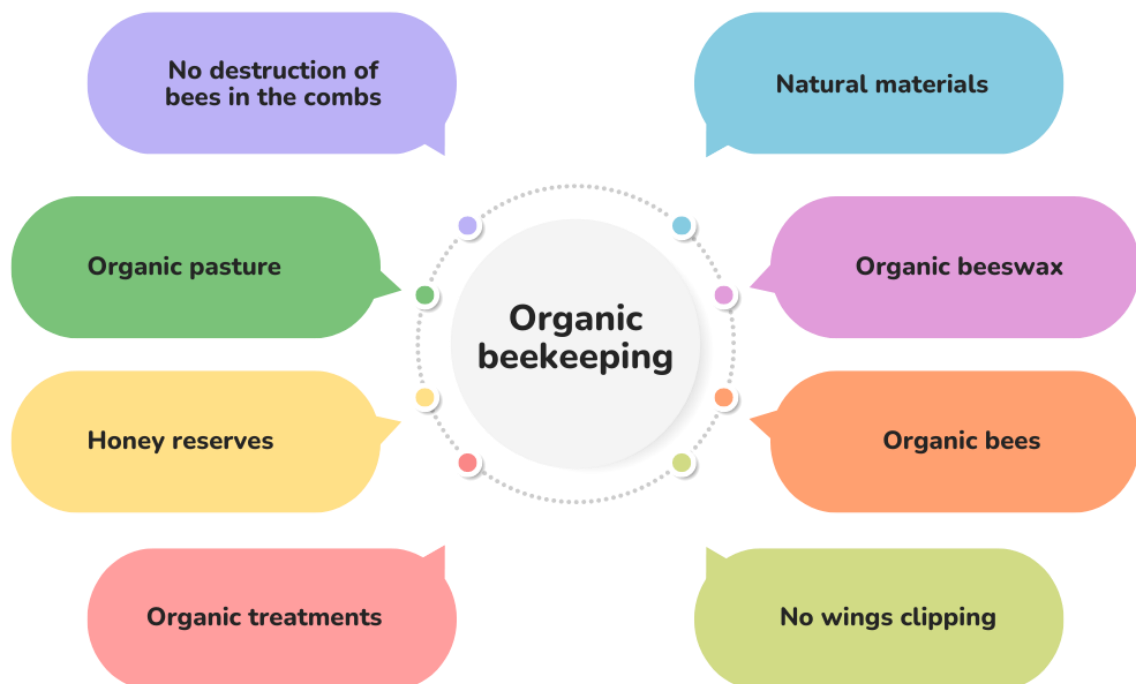 No destruction of
bees in the combs
Natural materials
Organic pasture
Organic beeswax
Organic
beekeeping
Honey reserves
Organic bees
Organic treatments
No wings clipping